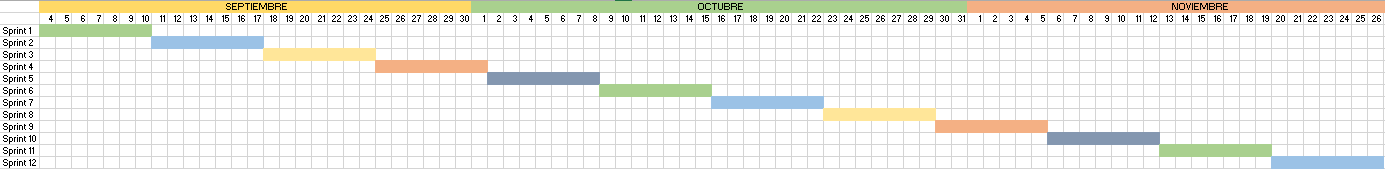 SEPTIEMBRE OCTUBRE NOVIEMBRE
4 5 6 7 8 9 10 11 12 13 14 15 16 17 18 19 20 21 22 23 24 25 26 27 28 29 30 1 2 3 4 5 6 7 8 9 10 11 12 13 14 15 16 17 18 19 20 21 22 23 24 25 26 27 28 29 30 31 1 2 3 4 5 6 7 8 9 10 11 12 13 14 15 16 17 18 19 20 21 22 23 24 25 26
Sprint 1
Sprint 2
Sprint 3
Sprint 4
Sprint 5
Sprint 6
Sprint 7
Sprint 8
Sprint 9
Sprint 10
Sprint 11
Sprint 12